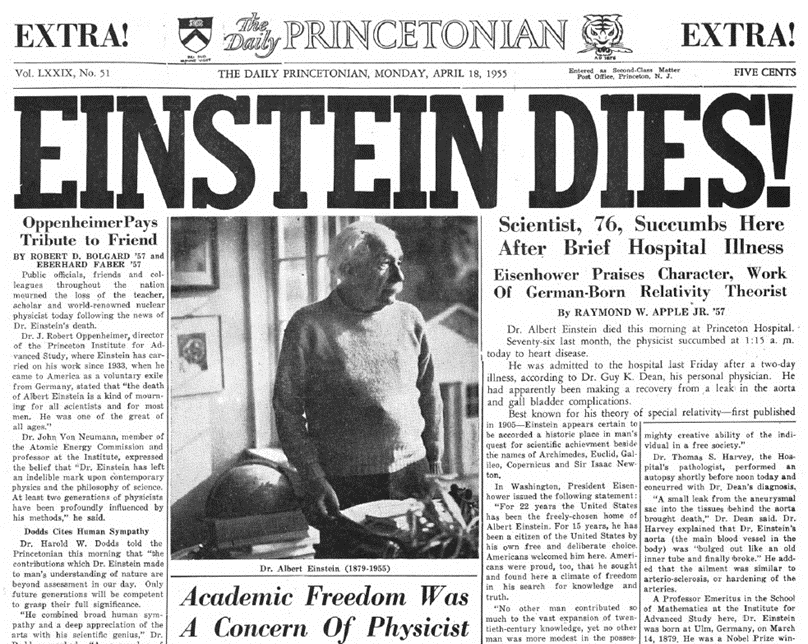 EXTRA!
The Daily PRINCETONIAN
EXTRA!
Vol. LXXIX, No. 51
THE DAILY PRINCETONIAN, MONDAY, APRIL 18, 1955
Entered as Second-Class Matter
Post Office, Princeton, N. J.
FIVE CENTS
EINSTEIN DIES!
Oppenheimer Pays
Tribute to Friend
BY ROBERT D. BOLGARD '57 and
EBERHARD FABER '57
Public officials, friends and col-
leagues throughout the nation
mourned the loss of the teacher,
scholar and world-renowned nuclear
physicist today following the news of
Dr. Einstein's death.
Dr. J. Robert Oppenheimer, director
of the Princeton Institute for Ad-
vanced Study, where Einstein has car-
ried on his work since 1933, when he
came to America as a voluntary exile
from Germany, stated that "the death
of Albert Einstein is a kind of mourn-
ing for all scientists and for most
men. He was one of the great of
all ages."
Dr. John Von Neumann, member of
the Atomic Energy Commission and
professor at the Institute, expressed
the belief that "Dr. Einstein has left
an indelible mark upon contemporary
physics and the philosophy of science.
At least two generations of physicists
have been profoundly influenced by
his methods," he said.
Dodds Cites Human Sympathy
Dr. Harold W. Dodds told the
Princetonian this morning that "the
contributions which Dr. Einstein made
to man's understanding of nature are
beyond assessment in our day. Only
future generations will be competent
to grasp their full significance.
"He combined broad human sym-
pathy and a deep appreciation of the
arts with his scientific genius," Dr.
Dr. Albert Einstein (1879-1955)
Academic Freedom Was
A Concern Of Physicist
Scientist, 76, Succumbs Here
After Brief Hospital Illness
Eisenhower Praises Character, Work
Of German-Born Relativity Theorist
By RAYMOND W. APPLE JR. '57
Dr. Albert Einstein died this morning at Princeton Hospital.
Seventy-six last month, the physicist succumbed at 1:15 a. m.
today to heart disease.
He was admitted to the hospital last Friday after a two-day
illness, according to Dr. Guy K. Dean, his personal physician. He
had apparently been making a recovery from a leak in the aorta
and gall bladder complications.
Best known for his theory of special relativity—first published
in 1905—Einstein appears certain to
be accorded a historic place in man's
quest for scientific achievment beside
the names of Archimedes, Euclid, Gal-
ileo, Copernicus and Sir Isaac New-
ton.
In Washington, President Eisen-
hower issued the following statement:
"For 22 years the United States
has been the freely-chosen home of
Albert Einstein. For 15 years, he has
been a citizen of the United States by
his own free and deliberate choice.
Americans welcomed him here. Ameri-
cans were proud, too, that he sought
and found here a climate of freedom
in his search for knowledge and
truth.
"No other man contributed so
much to the vast expansion of twen-
tieth-century knowledge, yet no other
man was more modest in the posses-
mighty creative ability of the indi-
vidual in a free society."
Dr. Thomas S. Harvey, the Hos-
pital's pathologist, performed an
autopsy shortly before noon today and
concurred with Dr. Dean's diagnosis.
"A small leak from the aneurysmal
sac into the tissues behind the aorta
brought death," Dr. Dean said. Dr.
Harvey explained that Dr. Einstein's
aorta (the main blood vessel in the
body) was "bulged out like an old
inner tube and finally broke." He add-
ed that the ailment was similar to
arterio-sclerosis, or hardening of the
arteries.
A Professor Emeritus in the School
of Mathematics at the Institute for
Advanced Study here, Dr. Einstein
was born at Ulm, Germany, on March
14, 1879. He was a Nobel Prize win